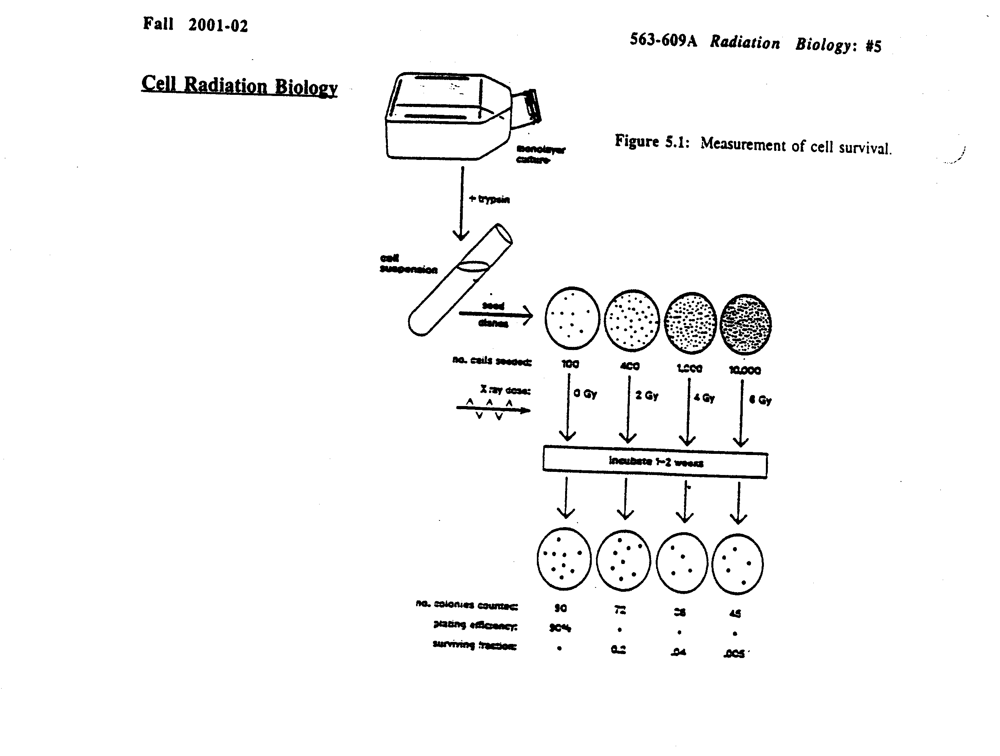 Fall 2001-02
563-609A Radiation Biology: #5
Cell Radiation Biology
Figure 5.1: Measurement of cell survival.
monolayer
culture
+ trypsin
cell
suspension
seed
dishes
no. cells seeded: 100 400 1,000 10,000
X ray dose: 0 Gy 2 Gy 4 Gy 6 Gy
incubate 1-2 weeks
no. colonies counted: 90 72 36 45
plating efficiency: 90% • • •
surviving fraction: • 0.2 .04 .005